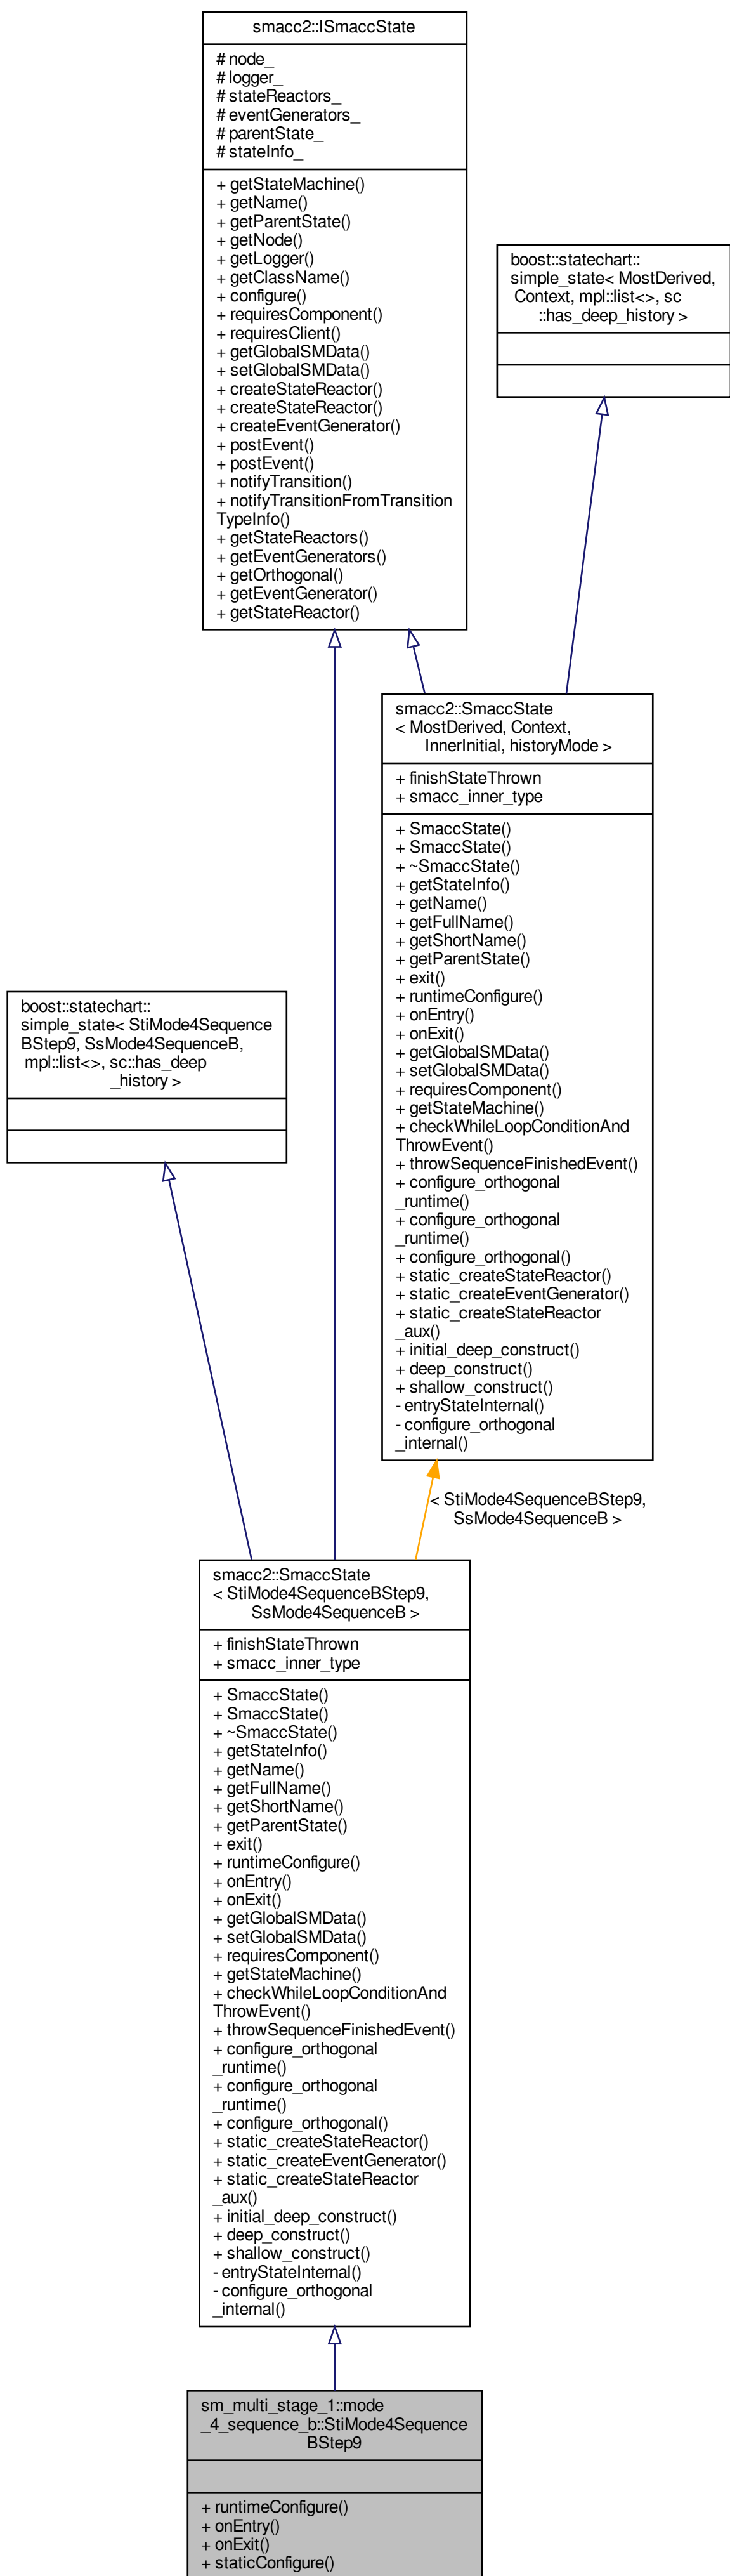 smacc2::ISmaccState
# node_
# logger_
# stateReactors_
# eventGenerators_
# parentState_
# stateInfo_
+ getStateMachine()
+ getName()
+ getParentState()
+ getNode()
+ getLogger()
+ getClassName()
+ configure()
+ requiresComponent()
+ requiresClient()
+ getGlobalSMData()
+ setGlobalSMData()
+ createStateReactor()
+ createStateReactor()
+ createEventGenerator()
+ postEvent()
+ postEvent()
+ notifyTransition()
+ notifyTransitionFromTransition
TypeInfo()
+ getStateReactors()
+ getEventGenerators()
+ getOrthogonal()
+ getEventGenerator()
+ getStateReactor()
boost::statechart::
simple_state< MostDerived,
Context, mpl::list<>, sc
::has_deep_history >
smacc2::SmaccState
< MostDerived, Context,
InnerInitial, historyMode >
+ finishStateThrown
+ smacc_inner_type
+ SmaccState()
+ SmaccState()
+ ~SmaccState()
+ getStateInfo()
+ getName()
+ getFullName()
+ getShortName()
+ getParentState()
+ exit()
+ runtimeConfigure()
+ onEntry()
+ onExit()
+ getGlobalSMData()
+ setGlobalSMData()
+ requiresComponent()
+ getStateMachine()
+ checkWhileLoopConditionAnd
ThrowEvent()
+ throwSequenceFinishedEvent()
+ configure_orthogonal
_runtime()
+ configure_orthogonal
_runtime()
+ configure_orthogonal()
+ static_createStateReactor()
+ static_createEventGenerator()
+ static_createStateReactor
_aux()
+ initial_deep_construct()
+ deep_construct()
+ shallow_construct()
- entryStateInternal()
- configure_orthogonal
_internal()
boost::statechart::
simple_state< StiMode4Sequence
BStep9, SsMode4SequenceB,
mpl::list<>, sc::has_deep
_history >
< StiMode4SequenceBStep9,
SsMode4SequenceB >
smacc2::SmaccState
< StiMode4SequenceBStep9,
SsMode4SequenceB >
+ finishStateThrown
+ smacc_inner_type
+ SmaccState()
+ SmaccState()
+ ~SmaccState()
+ getStateInfo()
+ getName()
+ getFullName()
+ getShortName()
+ getParentState()
+ exit()
+ runtimeConfigure()
+ onEntry()
+ onExit()
+ getGlobalSMData()
+ setGlobalSMData()
+ requiresComponent()
+ getStateMachine()
+ checkWhileLoopConditionAnd
ThrowEvent()
+ throwSequenceFinishedEvent()
+ configure_orthogonal
_runtime()
+ configure_orthogonal
_runtime()
+ configure_orthogonal()
+ static_createStateReactor()
+ static_createEventGenerator()
+ static_createStateReactor
_aux()
+ initial_deep_construct()
+ deep_construct()
+ shallow_construct()
- entryStateInternal()
- configure_orthogonal
_internal()
sm_multi_stage_1::mode
_4_sequence_b::StiMode4Sequence
BStep9
+ runtimeConfigure()
+ onEntry()
+ onExit()
+ staticConfigure()